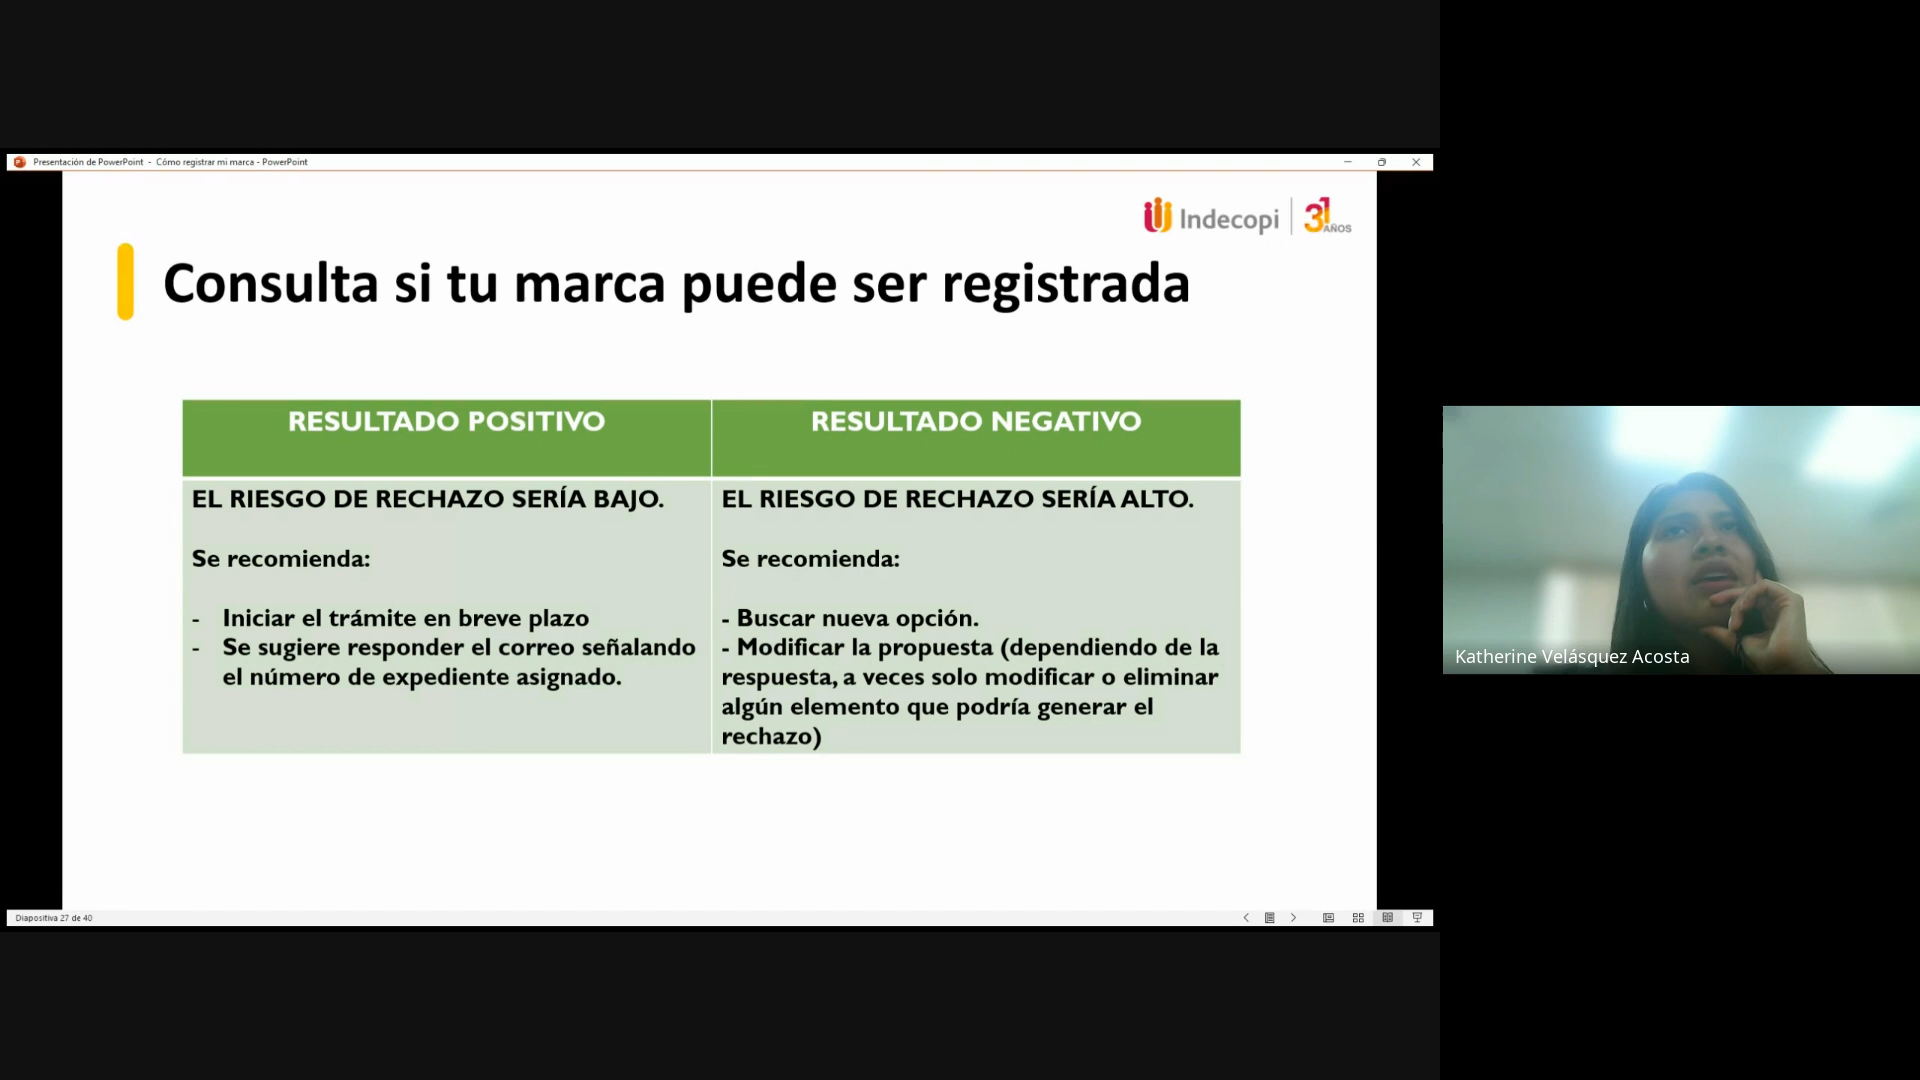 Presentación de PowerPoint - Cómo registrar mi marca - PowerPoint
Indecopi 31 AÑOS
Consulta si tu marca puede ser registrada
RESULTADO POSITIVO
RESULTADO NEGATIVO
EL RIESGO DE RECHAZO SERÍA BAJO.
Se recomienda:
- Iniciar el trámite en breve plazo
- Se sugiere responder el correo señalando
el número de expediente asignado.
EL RIESGO DE RECHAZO SERÍA ALTO.
Se recomienda:
- Buscar nueva opción.
- Modificar la propuesta (dependiendo de la
respuesta, a veces solo modificar o eliminar
algún elemento que podría generar el
rechazo)
Katherine Velásquez Acosta
Diapositiva 27 de 40